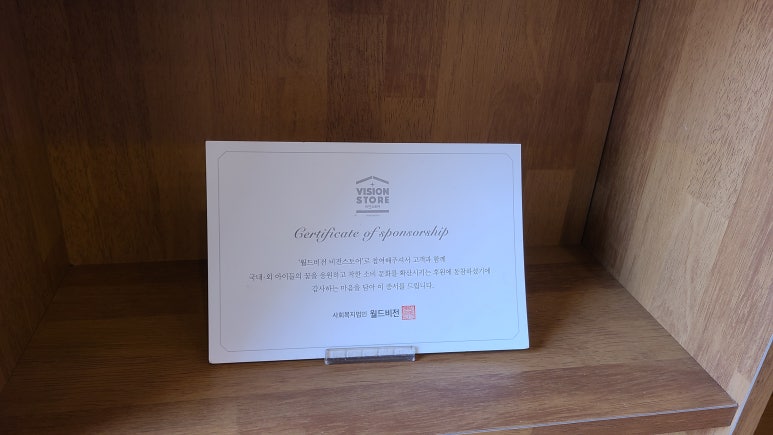 VISION
STORE
Certificate of sponsorship
'월드비전 비전스토어'로 참여해주셔서 고객과 함께
국내·외 아이들의 꿈을 응원하고 착한 소비 문화를 확산시키는 후원에 동참하셨기에
감사하는 마음을 담아 이 증서를 드립니다.
사회복지법인 월드비전